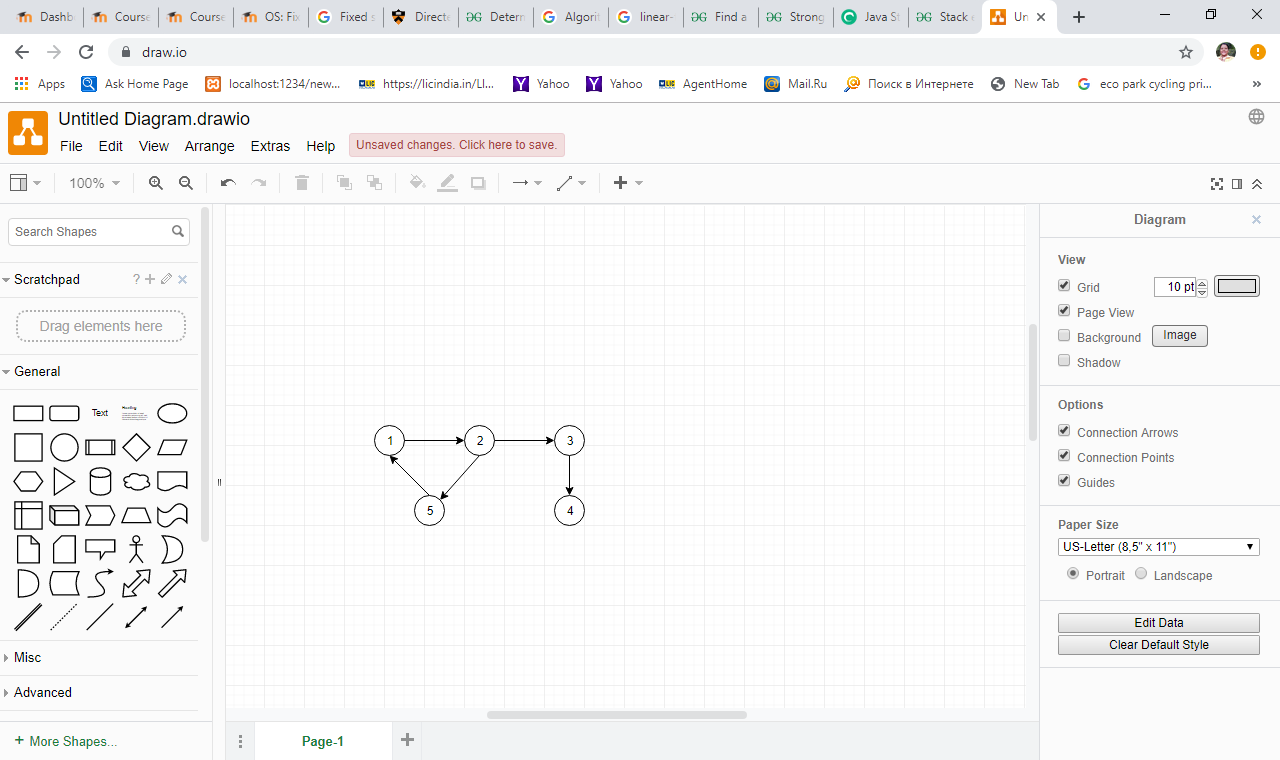 Dashb Course Course OS: Fix Fixed s Directe Determ Algorit linear- Find a Strong Java St Stack Un
draw.io
Apps Ask Home Page localhost:1234/new... https://licindia.in/LI... Yahoo Yahoo AgentHome Mail.Ru Поиск в Интернете New Tab eco park cycling pri... »
Untitled Diagram.drawio
File Edit View Arrange Extras Help Unsaved changes. Click here to save.
100%
Search Shapes
Scratchpad ?
Drag elements here
General
Text
Heading
Misc
Advanced
+ More Shapes...
1 2 3
5 4
Page-1
Diagram
View
Grid 10 pt
Page View
Background Image
Shadow
Options
Connection Arrows
Connection Points
Guides
Paper Size
US-Letter (8,5" x 11")
Portrait Landscape
Edit Data
Clear Default Style